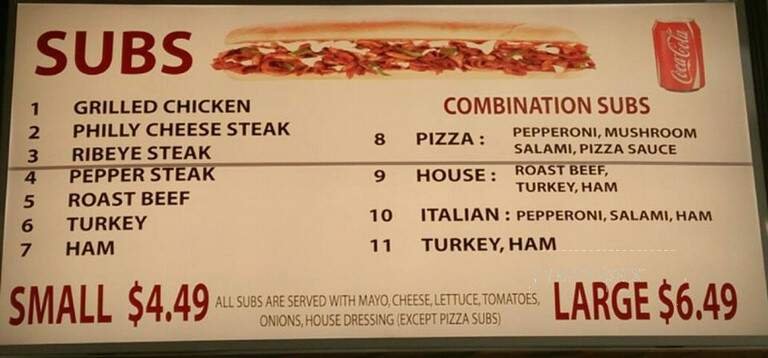 SUBS
Coca-Cola
1 GRILLED CHICKEN
2 PHILLY CHEESE STEAK
3 RIBEYE STEAK
4 PEPPER STEAK
5 ROAST BEEF
6 TURKEY
7 HAM
COMBINATION SUBS
8 PIZZA : PEPPERONI, MUSHROOM
SALAMI, PIZZA SAUCE
9 HOUSE : ROAST BEEF,
TURKEY, HAM
10 ITALIAN : PEPPERONI, SALAMI, HAM
11 TURKEY, HAM
SMALL $4.49
ALL SUBS ARE SERVED WITH MAYO, CHEESE, LETTUCE, TOMATOES,
ONIONS, HOUSE DRESSING (EXCEPT PIZZA SUBS)
LARGE $6.49